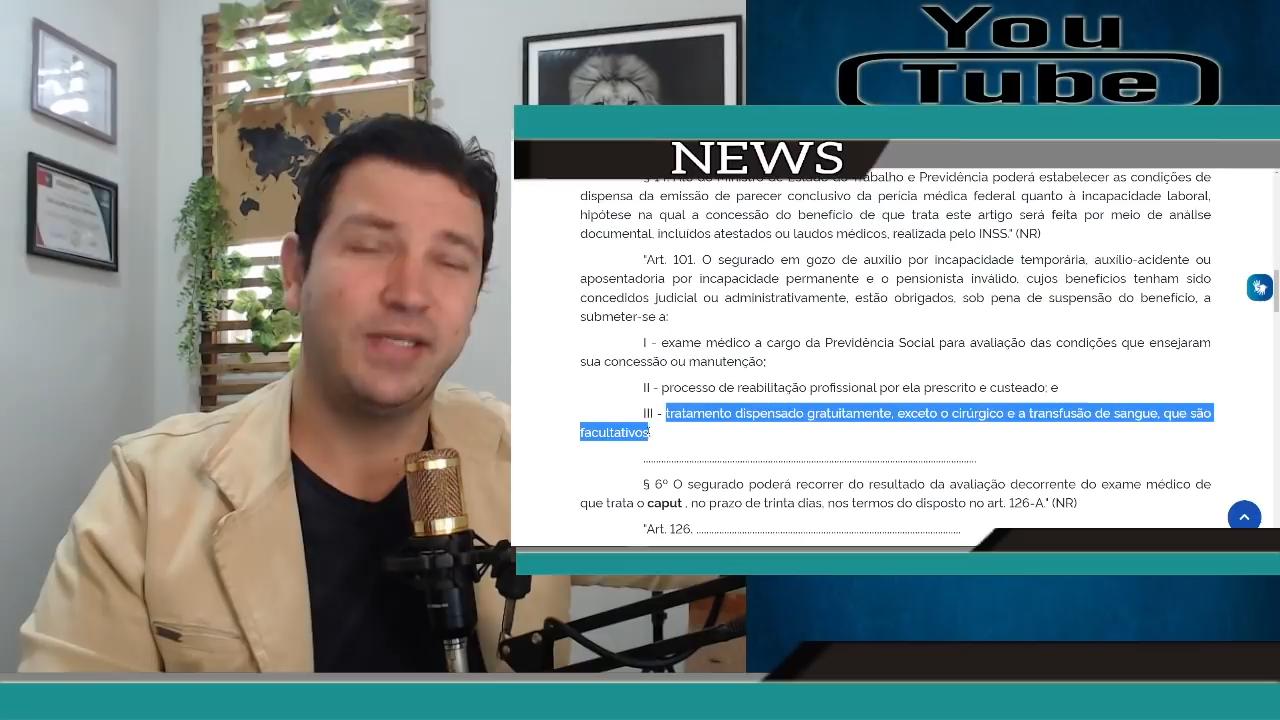 You
Tube
NEWS
Trabalho e Previdência poderá estabelecer as condições de
dispensa da emissão de parecer conclusivo da perícia médica federal quanto à incapacidade laboral,
hipótese na qual a concessão do benefício de que trata este artigo será feita por meio de análise
documental, incluídos atestados ou laudos médicos, realizada pelo INSS." (NR)
"Art. 101. O segurado em gozo de auxílio por incapacidade temporária, auxílio-acidente ou
aposentadoria por incapacidade permanente e o pensionista inválido, cujos benefícios tenham sido
concedidos judicial ou administrativamente, estão obrigados, sob pena de suspensão do benefício, a
submeter-se a:
I - exame médico a cargo da Previdência Social para avaliação das condições que ensejaram
sua concessão ou manutenção;
II - processo de reabilitação profissional por ela prescrito e custeado; e
III - tratamento dispensado gratuitamente, exceto o cirúrgico e a transfusão de sangue, que são
facultativos
....................................................................................................
§ 6º O segurado poderá recorrer do resultado da avaliação decorrente do exame médico de
que trata o caput , no prazo de trinta dias, nos termos do disposto no art. 126-A." (NR)
"Art. 126. ................................................................................